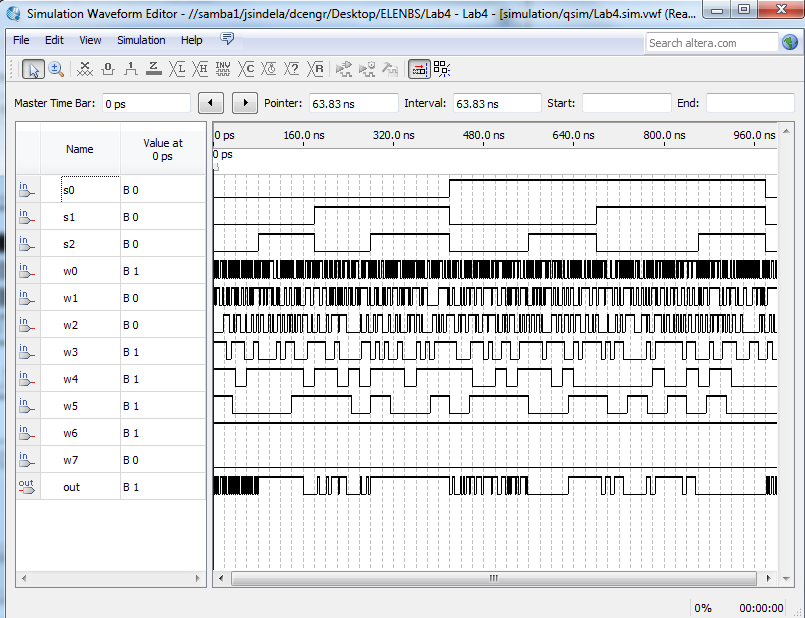 Simulation Waveform Editor - //samba1/jsindela/dcengr/Desktop/ELENBS/Lab4 - Lab4 - [simulation/qsim/Lab4.sim.vwf (Rea...
File Edit View Simulation Help
Search altera.com
Master Time Bar: 0 ps Pointer: 63.83 ns Interval: 63.83 ns Start: End:
Name Value at 0 ps 0 ps 160.0 ns 320.0 ns 480.0 ns 640.0 ns 800.0 ns 960.0 ns
0 ps
in s0 B 0
in s1 B 0
in s2 B 0
in w0 B 1
in w1 B 0
in w2 B 0
in w3 B 1
in w4 B 1
in w5 B 1
in w6 B 1
in w7 B 0
out out B 1
0% 00:00:00